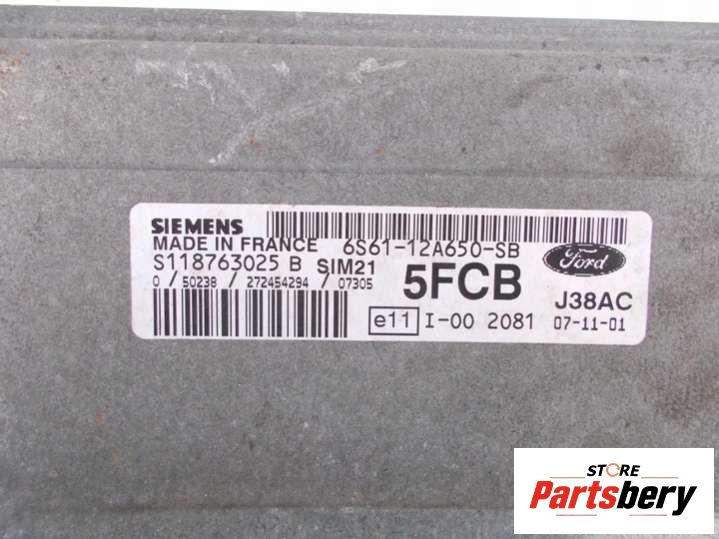 SIEMENS
MADE IN FRANCE 6S61-12A650-SB
S118763025 B SIM21
0 / 50238 / 272454294 / 07305
5FCB
Ford
J38AC
e11 I-00 2081 07-11-01
STORE
Partsbery